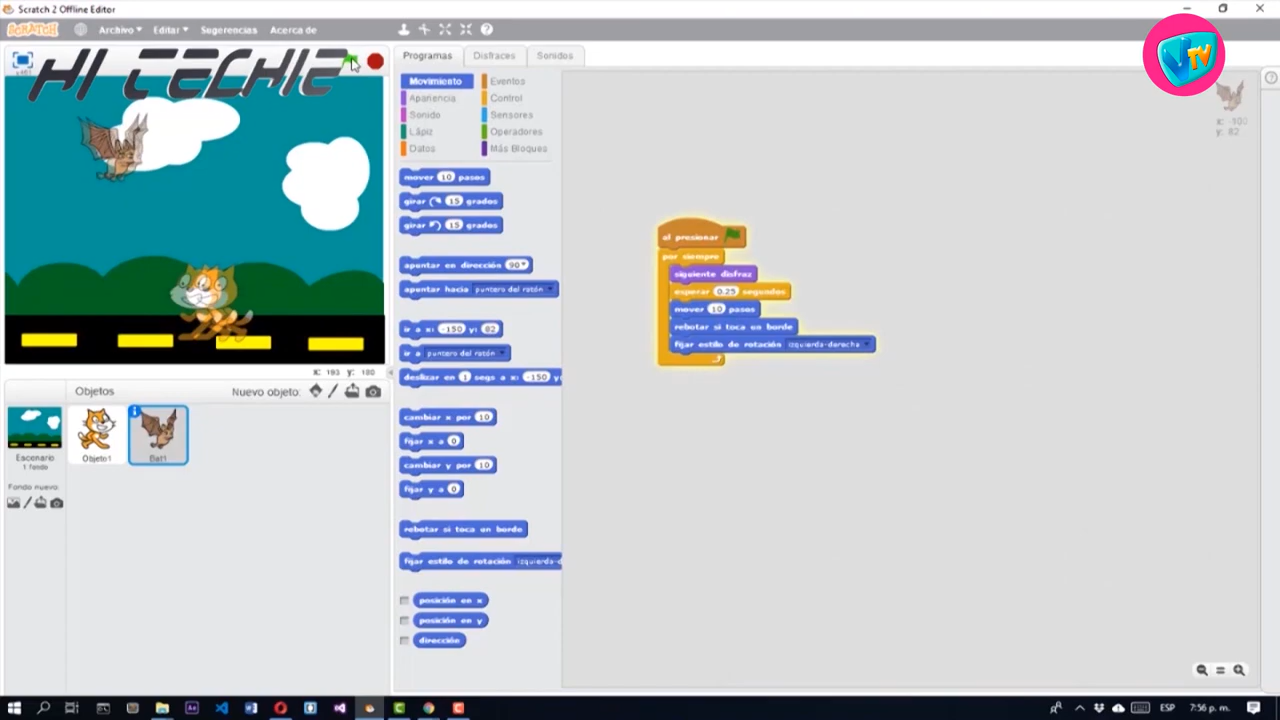 Scratch 2 Offline Editor
SCRATCH
Archivo
Editar
Sugerencias
Acerca de
HI TECHIE
TV
Programas
Disfraces
Sonidos
Movimiento
Eventos
Apariencia
Control
Sonido
Sensores
Lápiz
Operadores
Datos
Más Bloques
mover 10 pasos
girar 15 grados
girar 15 grados
apuntar en dirección 90
apuntar hacia puntero del ratón
ir a x: -150 y: 82
ir a puntero del ratón
deslizar en 1 segs a x: -150 y
cambiar x por 10
fijar x a 0
cambiar y por 10
fijar y a 0
rebotar si toca un borde
fijar estilo de rotación izquierda-d
posición en x
posición en y
dirección
al presionar
por siempre
siguiente disfraz
esperar 0.25 segundos
mover 10 pasos
rebotar si toca un borde
fijar estilo de rotación izquierda-derecha
x: -100
y: 82
x: 193 y: 180
Objetos
Nuevo objeto:
Escenario
1 fondo
Fondo nuevo:
Objeto1
Bat1
ESP
7:56 p. m.